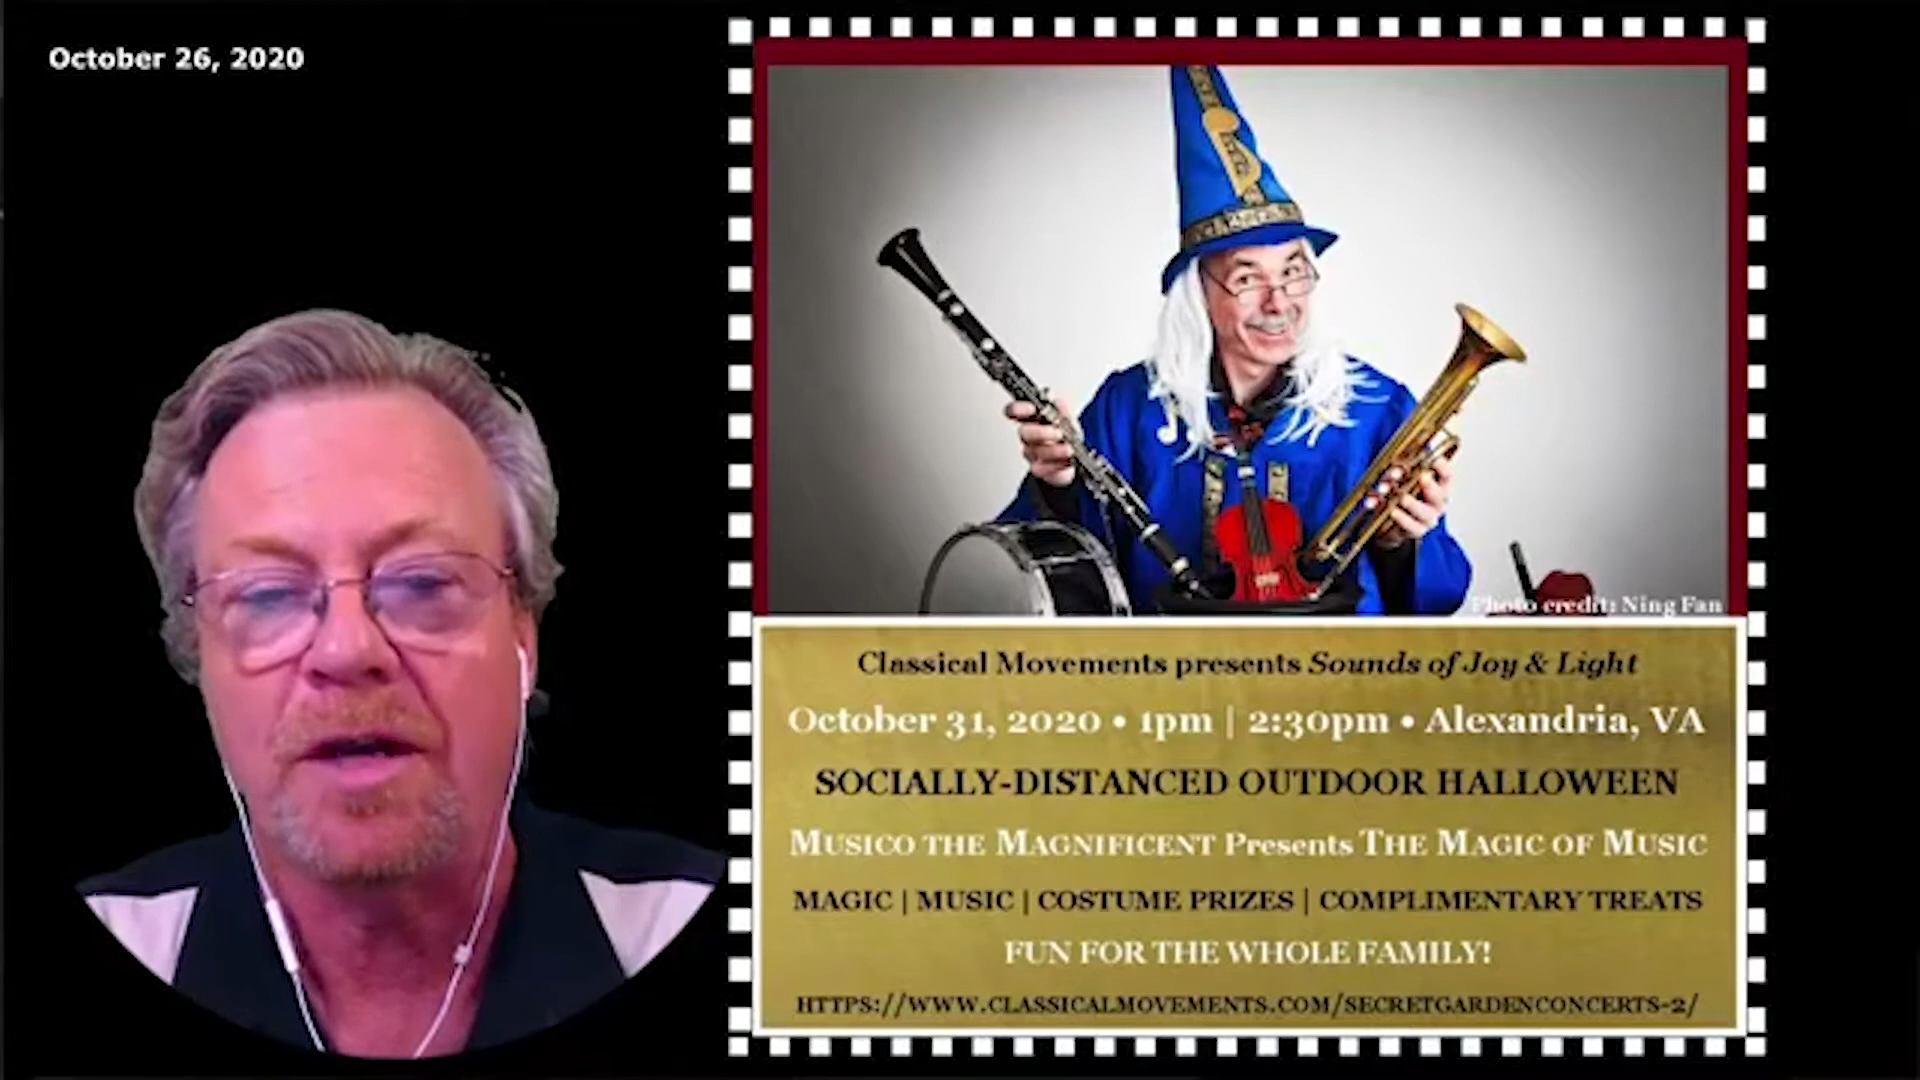 October 26, 2020
Photo credit: Ning Fan
Classical Movements presents Sounds of Joy & Light
October 31, 2020 • 1pm | 2:30pm • Alexandria, VA
SOCIALLY-DISTANCED OUTDOOR HALLOWEEN
MUSICO THE MAGNIFICENT Presents THE MAGIC OF MUSIC
MAGIC | MUSIC | COSTUME PRIZES | COMPLIMENTARY TREATS
FUN FOR THE WHOLE FAMILY!
HTTPS://WWW.CLASSICALMOVEMENTS.COM/SECRETGARDENCONCERTS-2/